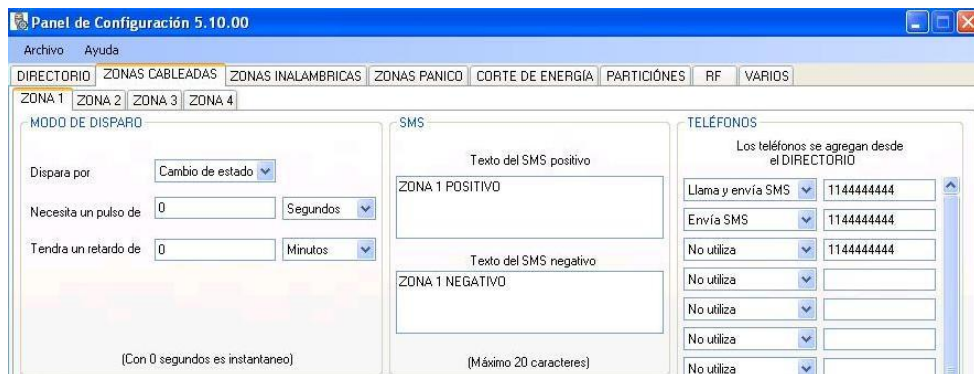 Panel de Configuración 5.10.00
Archivo Ayuda
DIRECTORIO ZONAS CABLEADAS ZONAS INALAMBRICAS ZONAS PANICO CORTE DE ENERGÍA PARTICIÓNES RF VARIOS
ZONA 1 ZONA 2 ZONA 3 ZONA 4
MODO DE DISPARO
Dispara por Cambio de estado
Necesita un pulso de 0 Segundos
Tendra un retardo de 0 Minutos
(Con 0 segundos es instantaneo)
SMS
Texto del SMS positivo
ZONA 1 POSITIVO
Texto del SMS negativo
ZONA 1 NEGATIVO
(Máximo 20 caracteres)
TELÉFONOS
Los teléfonos se agregan desde
el DIRECTORIO
Llama y envía SMS 1144444444
Envía SMS 1144444444
No utiliza 1144444444
No utiliza
No utiliza
No utiliza
No utiliza